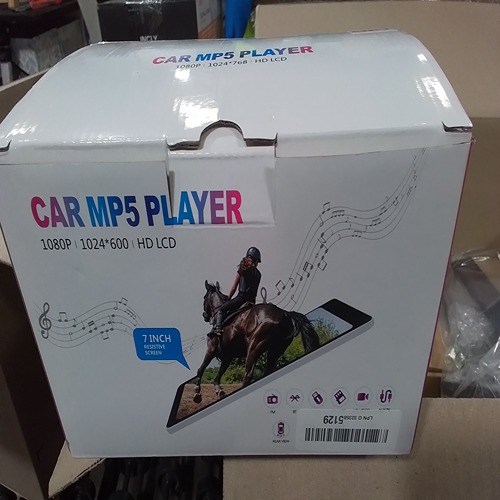 CAR MP5 PLAYER
1080P · 1024*768 · HD LCD
CAR MP5 PLAYER
1080P | 1024*600 | HD LCD
7 INCH
RESISTIVE
SCREEN
5129